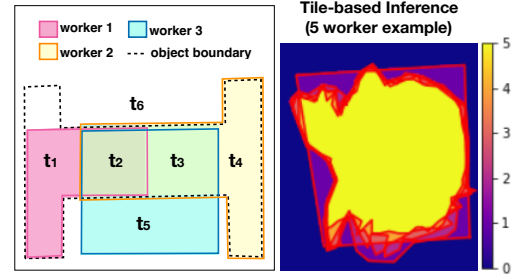 worker 1
worker 3
worker 2
object boundary
t6
t1
t2
t3
t4
t5
Tile-based Inference
(5 worker example)
5
4
3
2
1
0